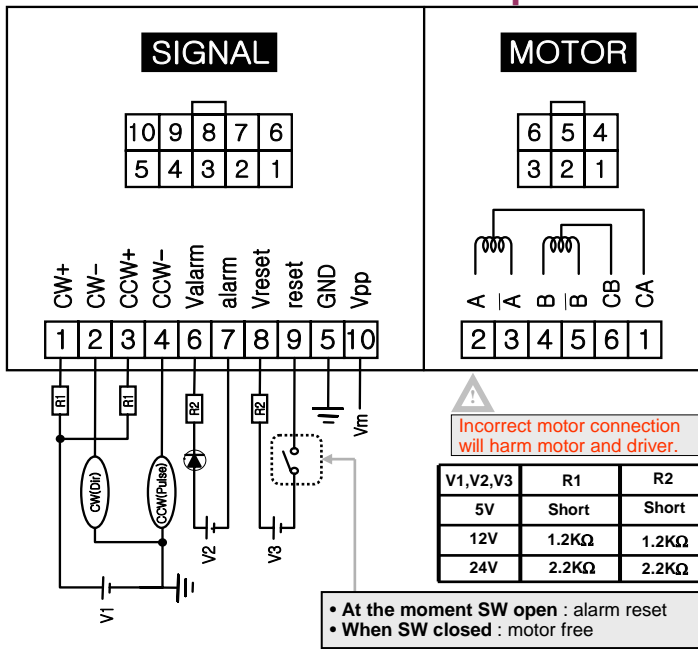 SIGNAL
MOTOR
10 9 8 7 6
5 4 3 2 1
6 5 4
3 2 1
CW+ CW- CCW+ CCW- Valarm alarm Vreset reset GND Vpp
1 2 3 4 6 7 8 9 5 10
A A B B CB CA
2 3 4 5 6 1
R1 R1 R2 R2
Vm
CW(Dir) CCW(Pulse)
V2 V3
V1
!
Incorrect motor connection
will harm motor and driver.
V1,V2,V3 R1 R2
5V Short Short
12V 1.2KΩ 1.2KΩ
24V 2.2KΩ 2.2KΩ
• At the moment SW open : alarm reset
• When SW closed : motor free